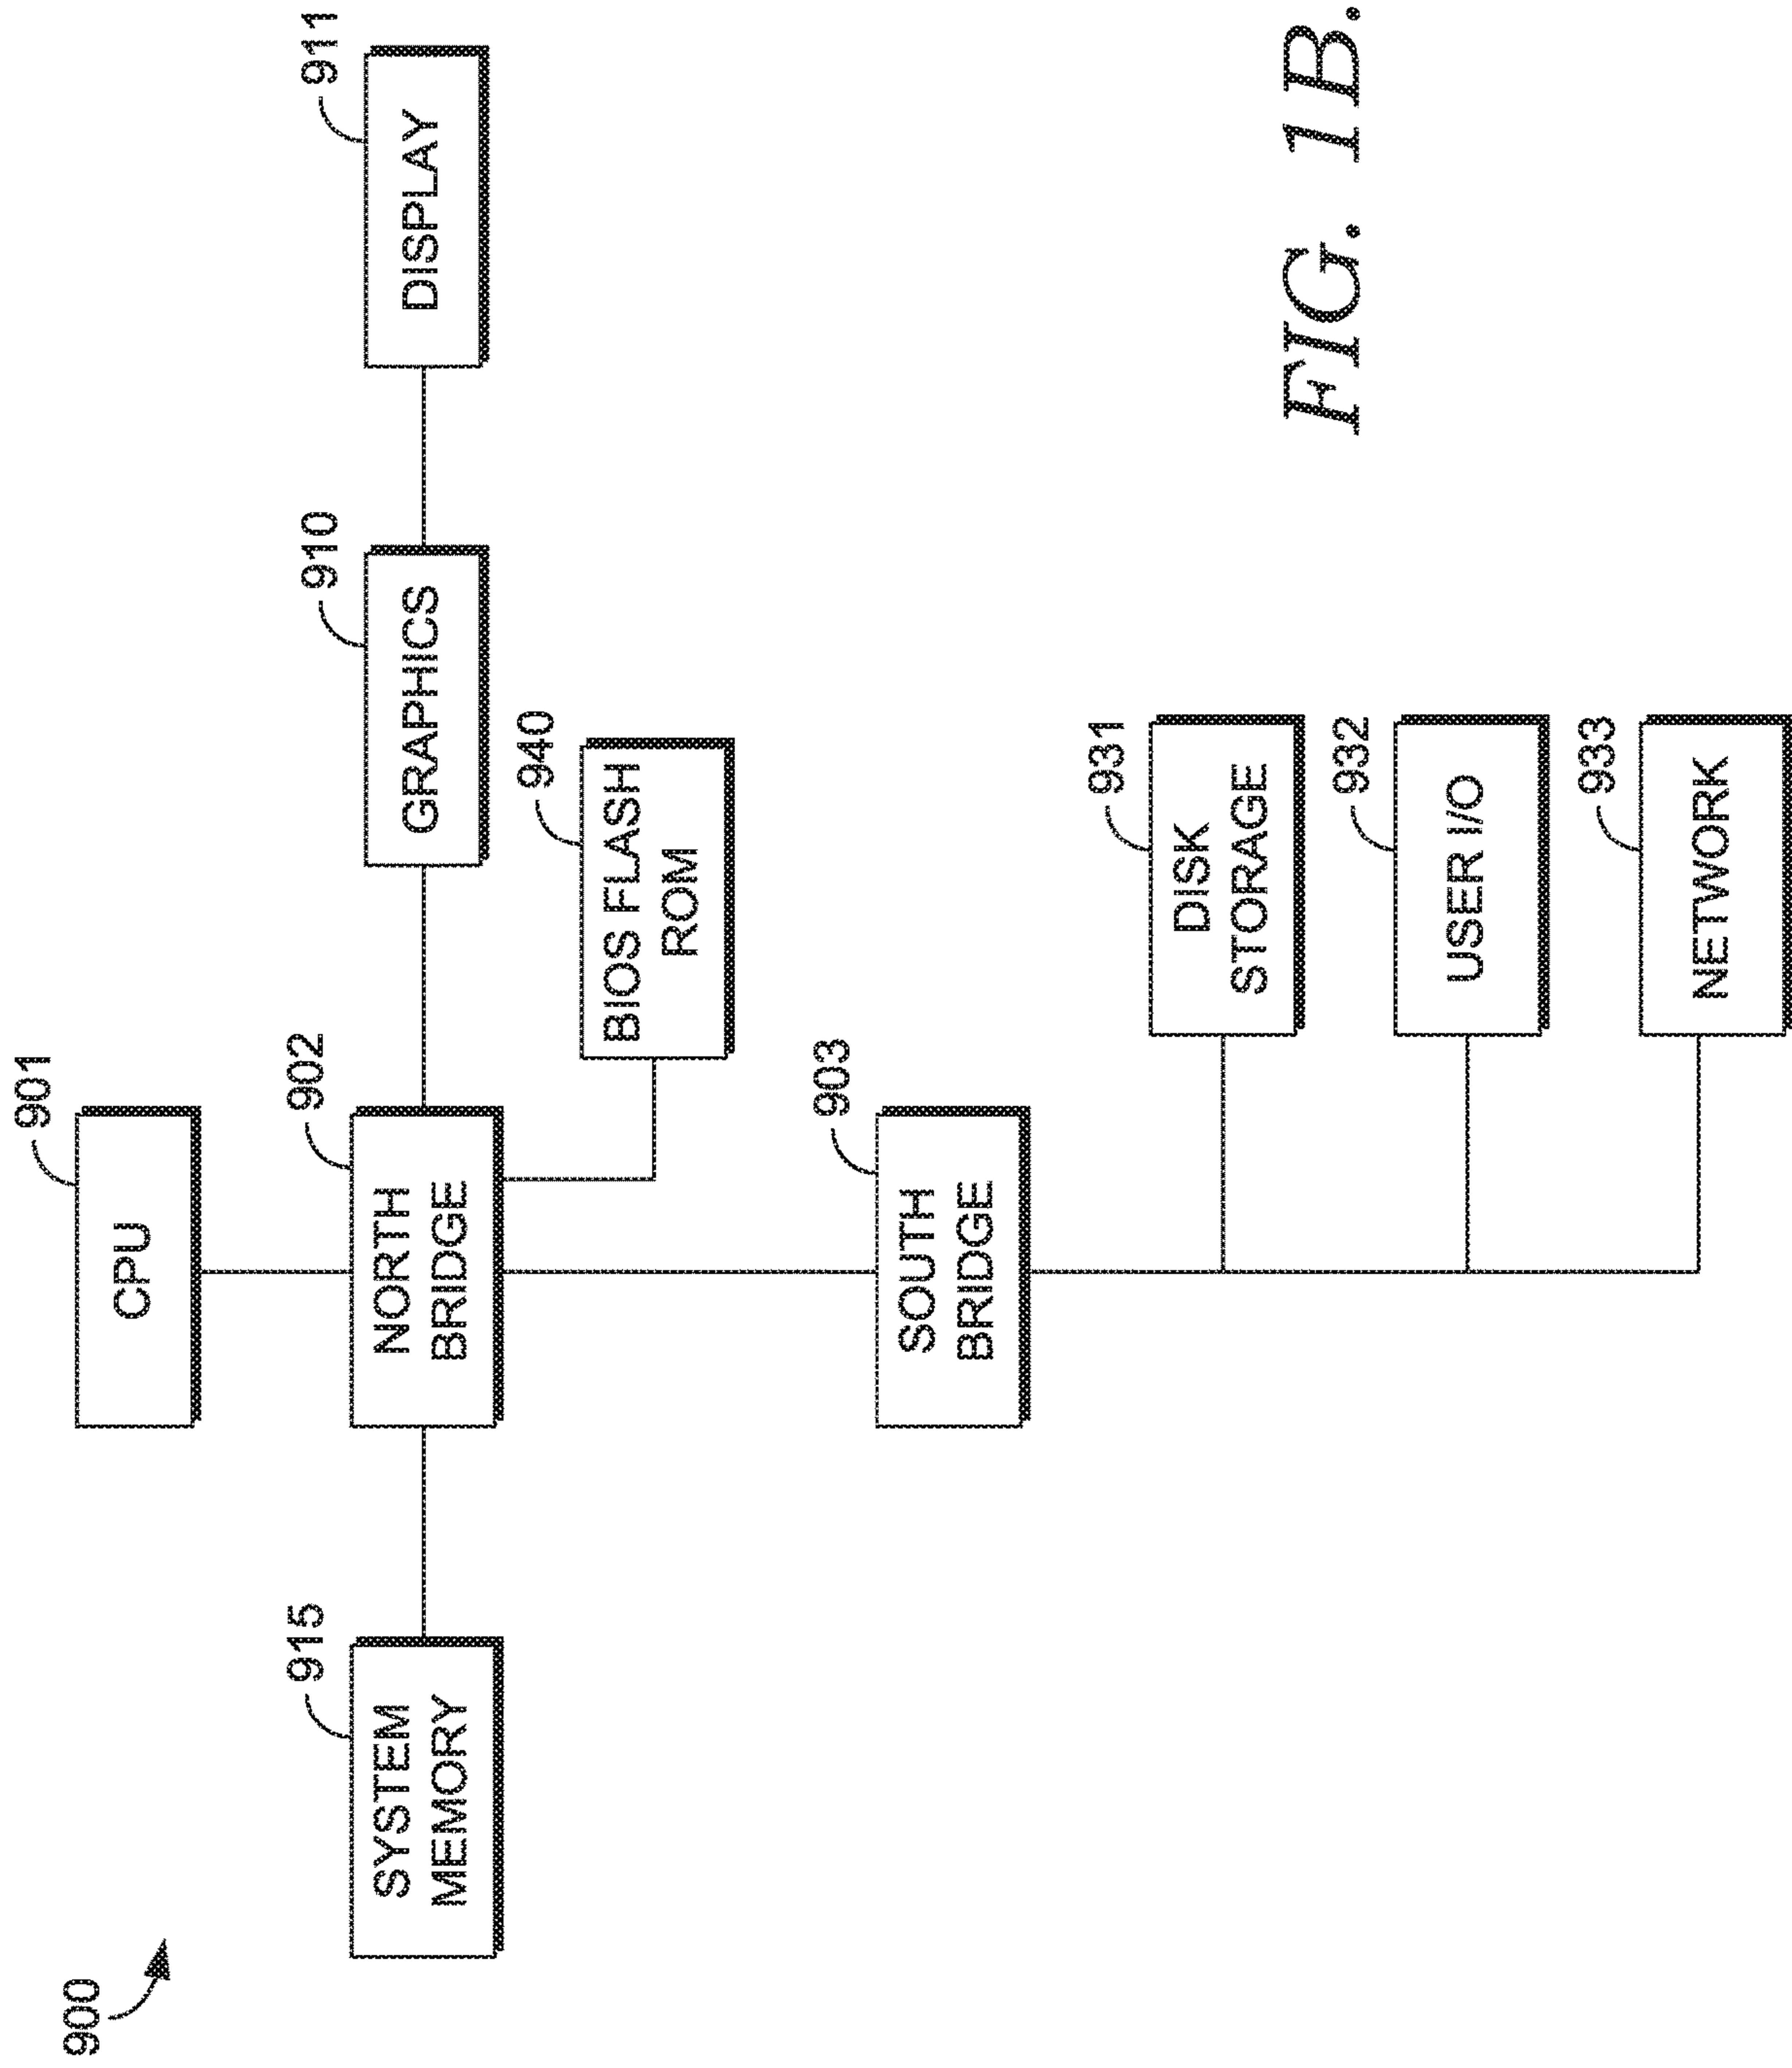 900
901
CPU
915
SYSTEM
MEMORY
902
NORTH
BRIDGE
910
GRAPHICS
911
DISPLAY
940
BIOS FLASH
ROM
903
SOUTH
BRIDGE
931
DISK
STORAGE
932
USER I/O
933
NETWORK
FIG. 1B.